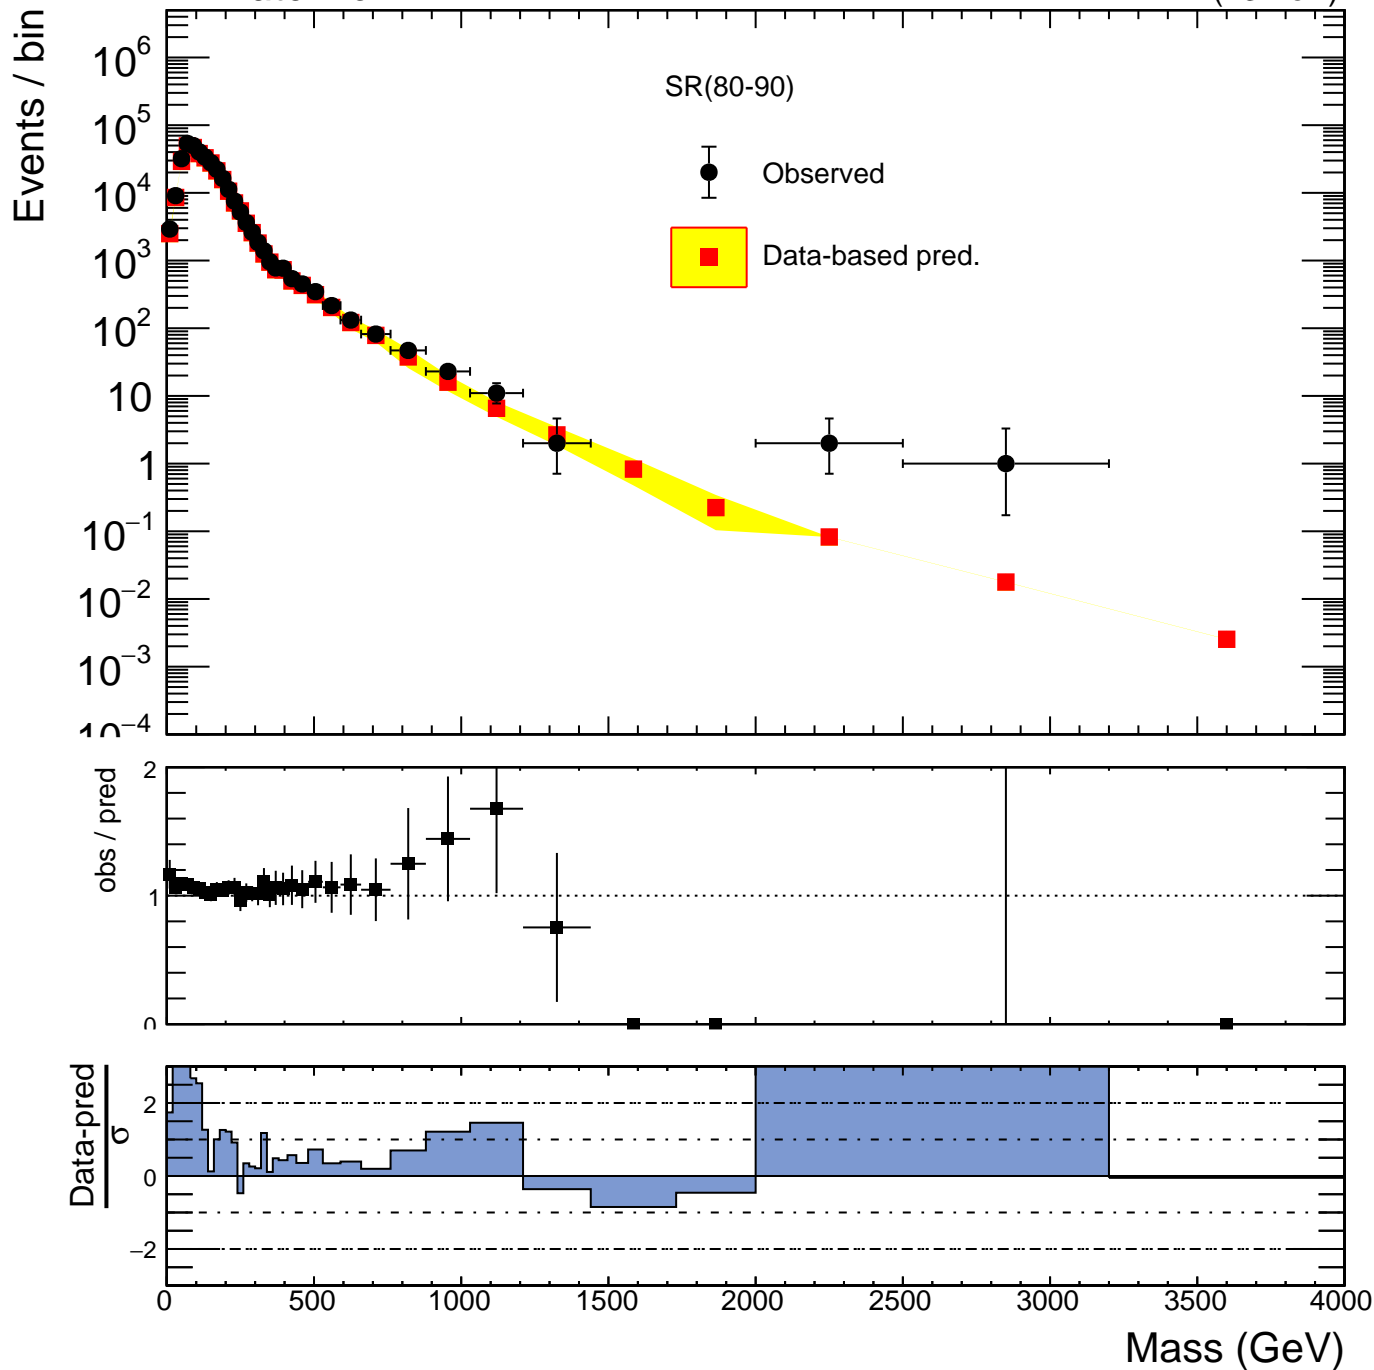 Events / bin
10^6
10^5
10^4
10^3
10^2
10
1
10^−1
10^−2
10^−3
10^−4
SR(80-90)
Observed
Data-based pred.
obs / pred
2
1
0
Data-pred
σ
2
0
−2
0 500 1000 1500 2000 2500 3000 3500 4000
Mass (GeV)